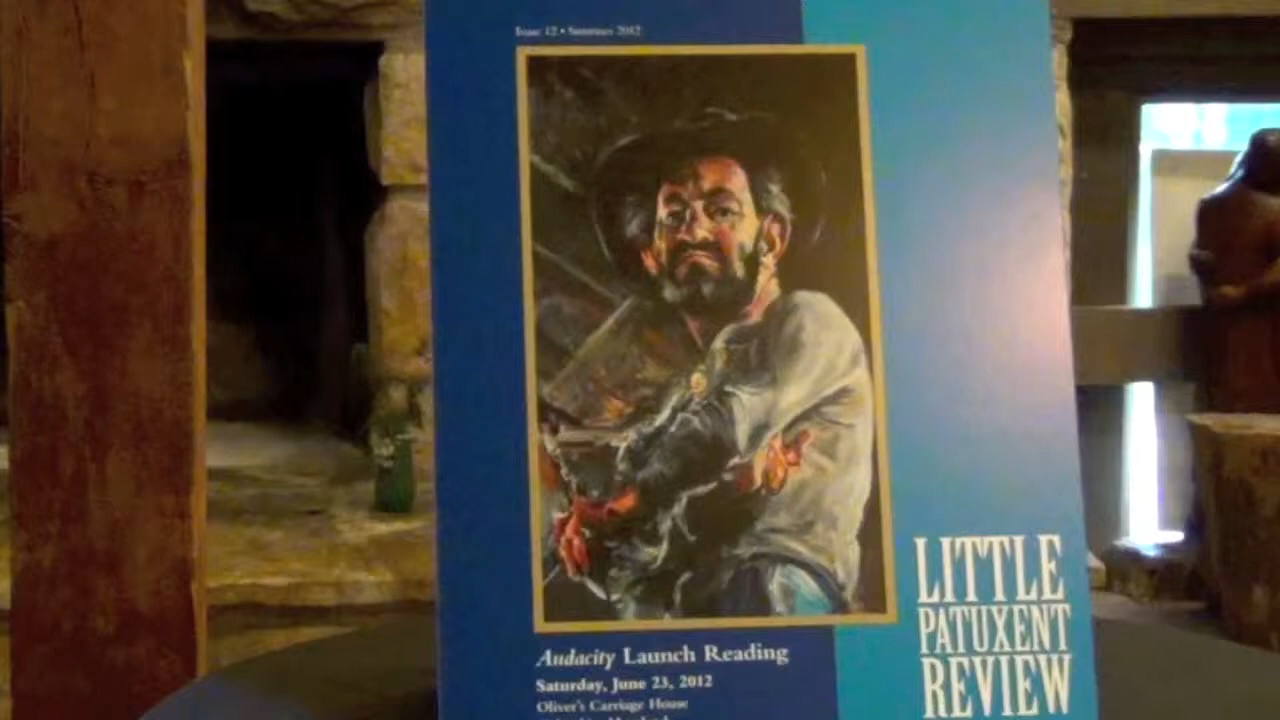 Issue 12 • Summer 2012
Audacity Launch Reading
Saturday, June 23, 2012
Oliver's Carriage House
LITTLE
PATUXENT
REVIEW